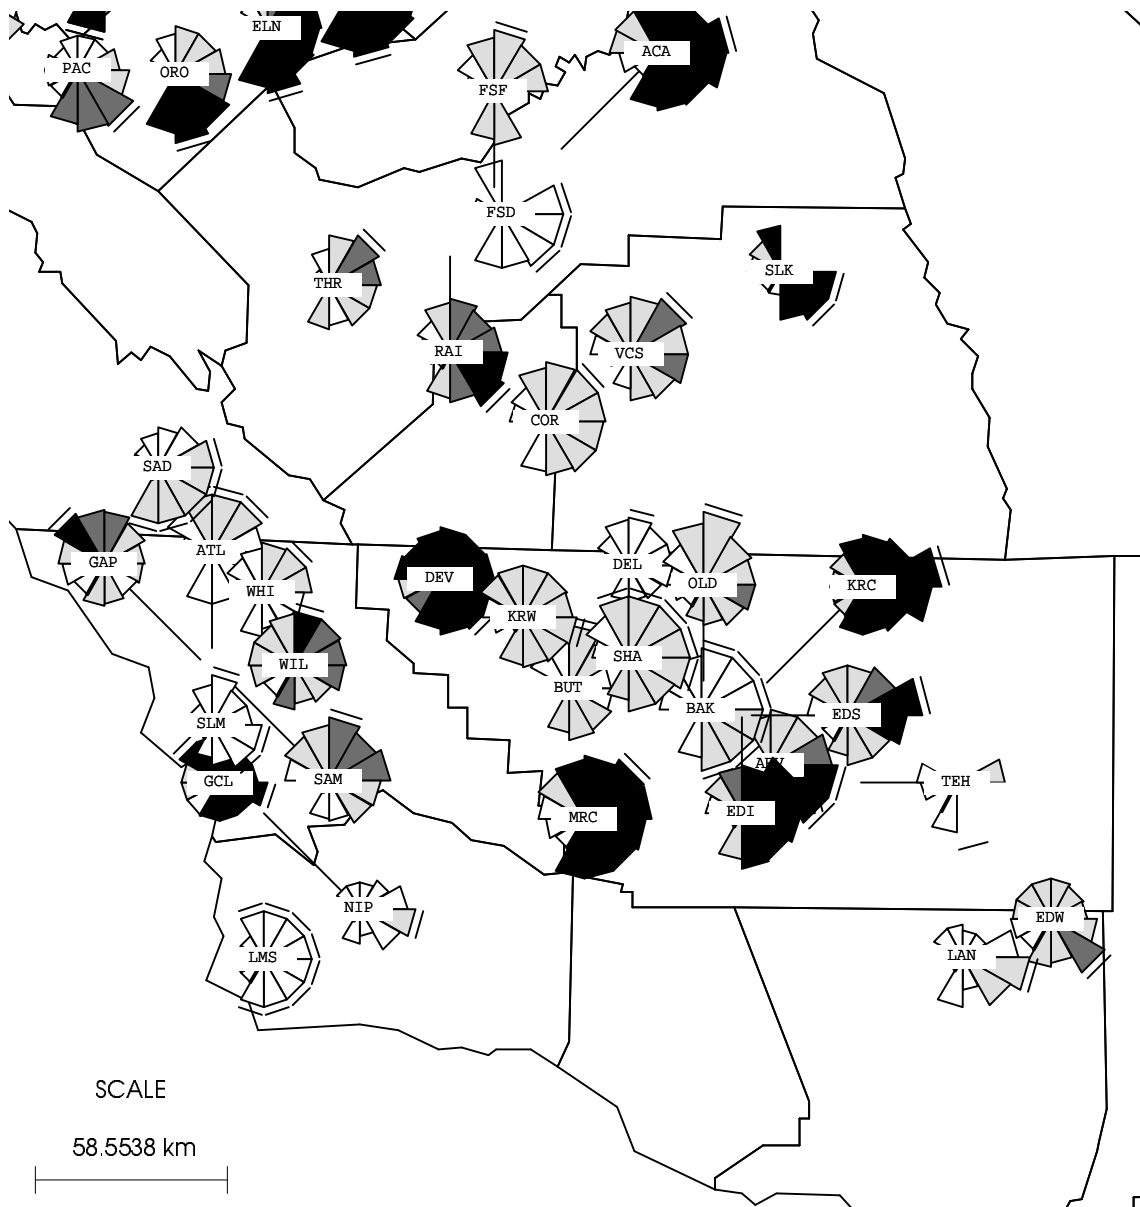 ELN
ACA
PAC
ORO
FSF
FSD
SLK
THR
RAI
VCS
COR
SAD
ATL
GAP
WHI
DEV
DEL
OLD
KRC
KRW
SHA
WIL
BUT
BAK
EDS
SLM
GCL
SAM
TEH
EDI
MRC
NIP
EDW
LMS
LAN
SCALE
58.5538 km